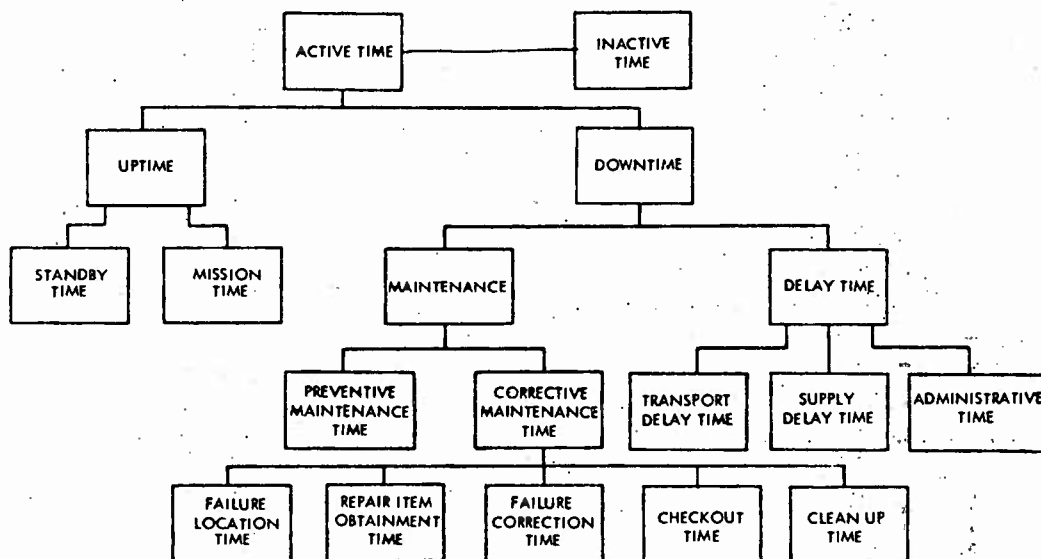 ACTIVE TIME
INACTIVE
TIME
UPTIME
DOWNTIME
STANDBY
TIME
MISSION
TIME
MAINTENANCE
DELAY TIME
PREVENTIVE
MAINTENANCE
TIME
CORRECTIVE
MAINTENANCE
TIME
TRANSPORT
DELAY TIME
SUPPLY
DELAY TIME
ADMINISTRATIVE
TIME
FAILURE
LOCATION
TIME
REPAIR ITEM
OBTAINMENT
TIME
FAILURE
CORRECTION
TIME
CHECKOUT
TIME
CLEAN UP
TIME